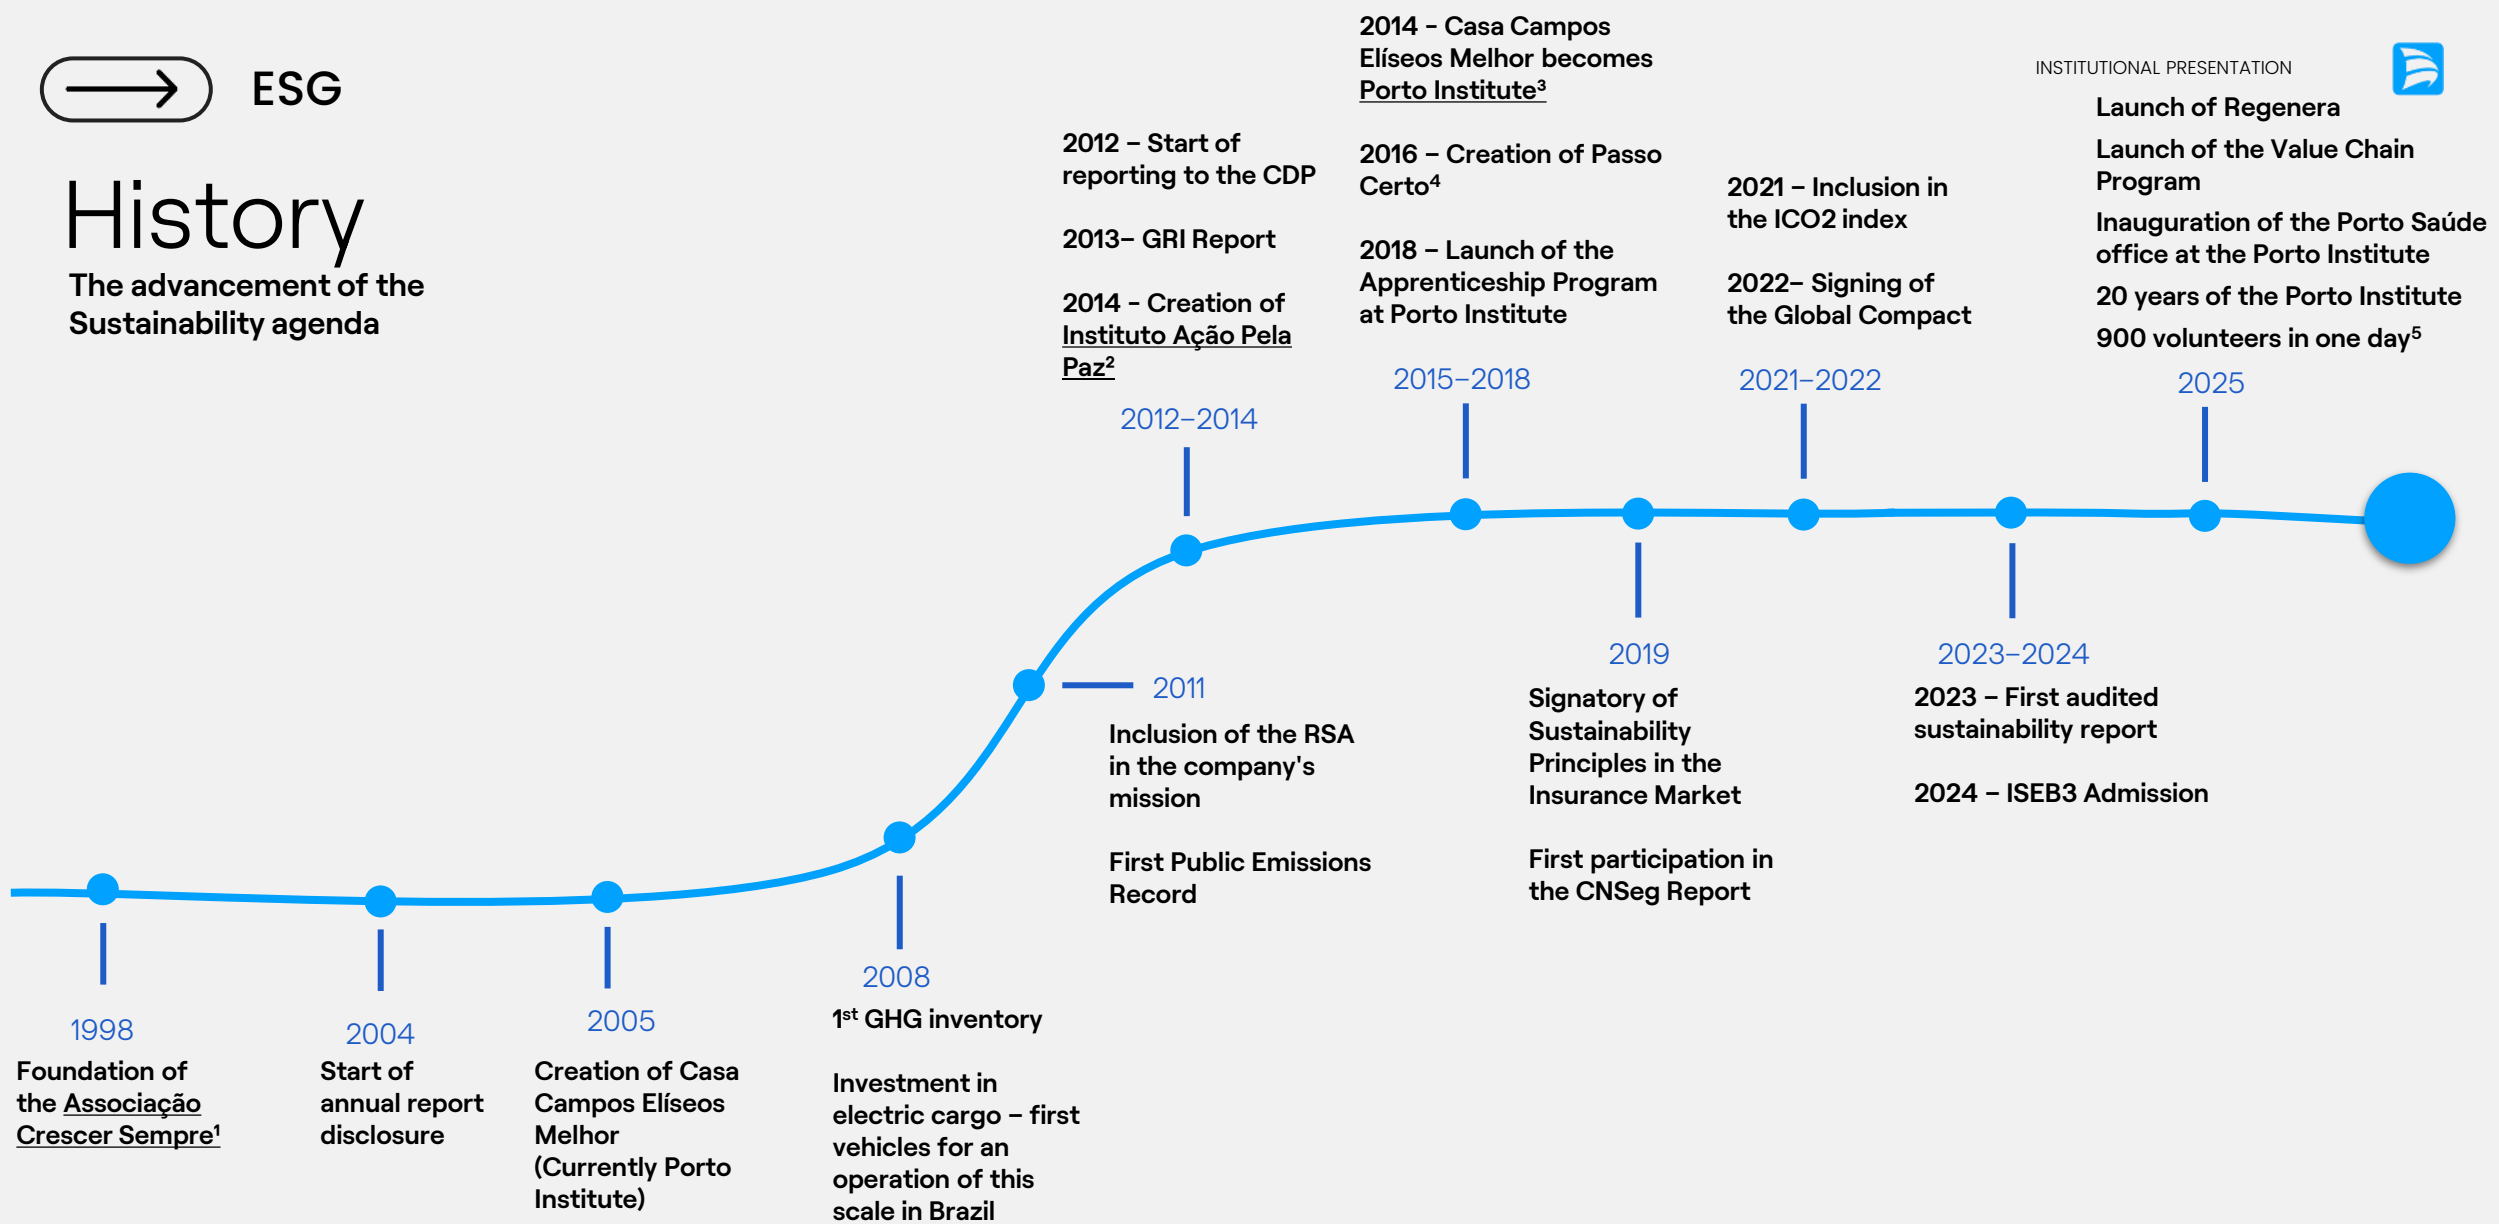 ESG
INSTITUTIONAL PRESENTATION
History
The advancement of the
Sustainability agenda
1998
Foundation of
the Associação
Crescer Sempre¹
2004
Start of
annual report
disclosure
2005
Creation of Casa
Campos Elíseos
Melhor
(Currently Porto
Institute)
2008
1st GHG inventory
Investment in
electric cargo – first
vehicles for an
operation of this
scale in Brazil
2011
Inclusion of the RSA
in the company's
mission
First Public Emissions
Record
2012 – Start of
reporting to the CDP
2013– GRI Report
2014 - Creation of
Instituto Ação Pela
Paz²
2012–2014
2014 - Casa Campos
Elíseos Melhor becomes
Porto Institute³
2016 – Creation of Passo
Certo⁴
2018 – Launch of the
Apprenticeship Program
at Porto Institute
2015–2018
2019
Signatory of
Sustainability
Principles in the
Insurance Market
First participation in
the CNSeg Report
2021 – Inclusion in
the ICO2 index
2022– Signing of
the Global Compact
2021–2022
2023–2024
2023 – First audited
sustainability report
2024 – ISEB3 Admission
Launch of Regenera
Launch of the Value Chain
Program
Inauguration of the Porto Saúde
office at the Porto Institute
20 years of the Porto Institute
900 volunteers in one day⁵
2025